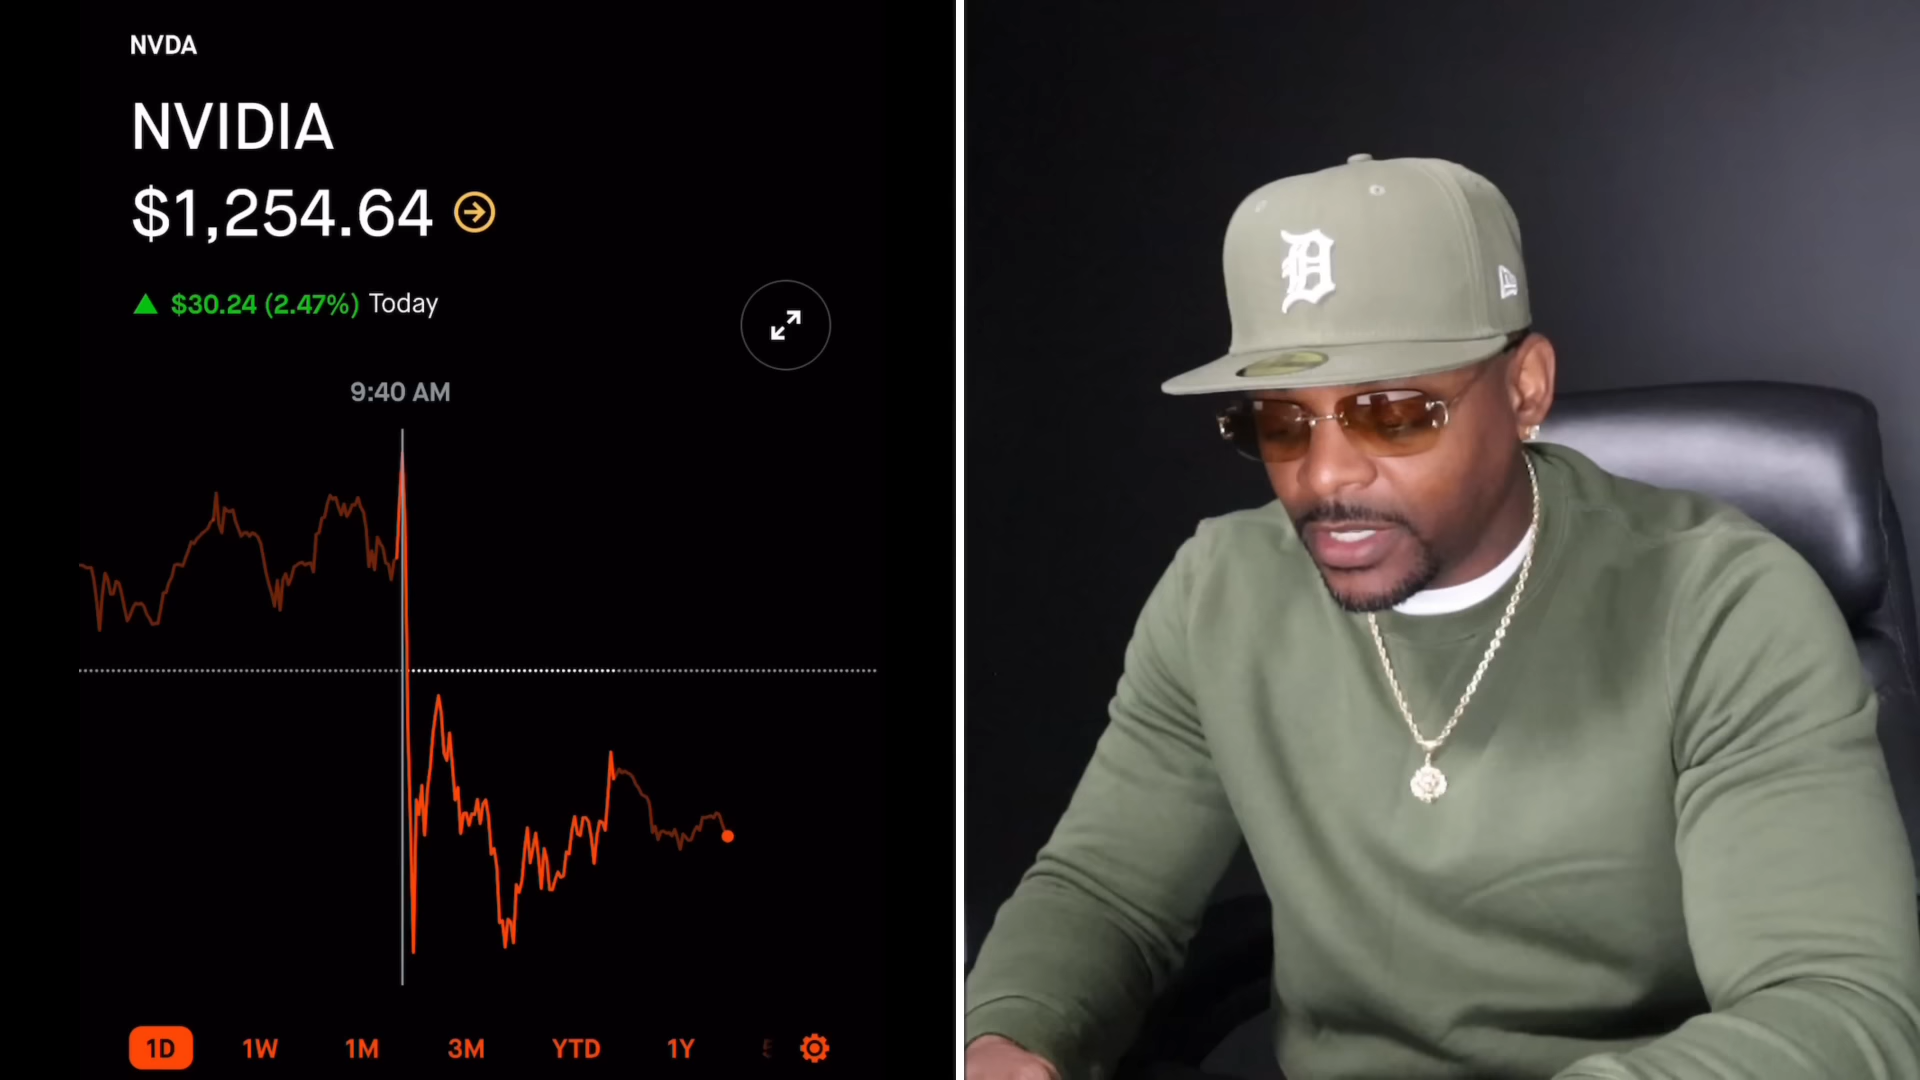 NVDA
NVIDIA
$1,254.64
$30.24 (2.47%) Today
9:40 AM
1D 1W 1M 3M YTD 1Y 5
D